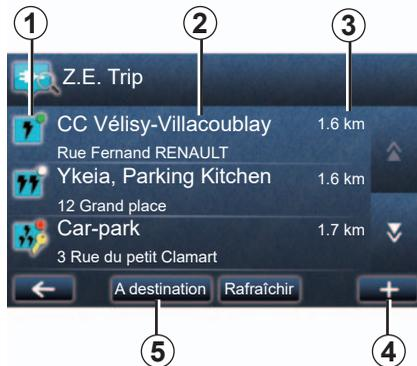 1 2 3
Z.E. Trip
CC Vélisy-Villacoublay 1.6 km
Rue Fernand RENAULT
Ykeia, Parking Kitchen 1.6 km
12 Grand place
Car-park 1.7 km
3 Rue du petit Clamart
A destination Rafraîchir +
5 4